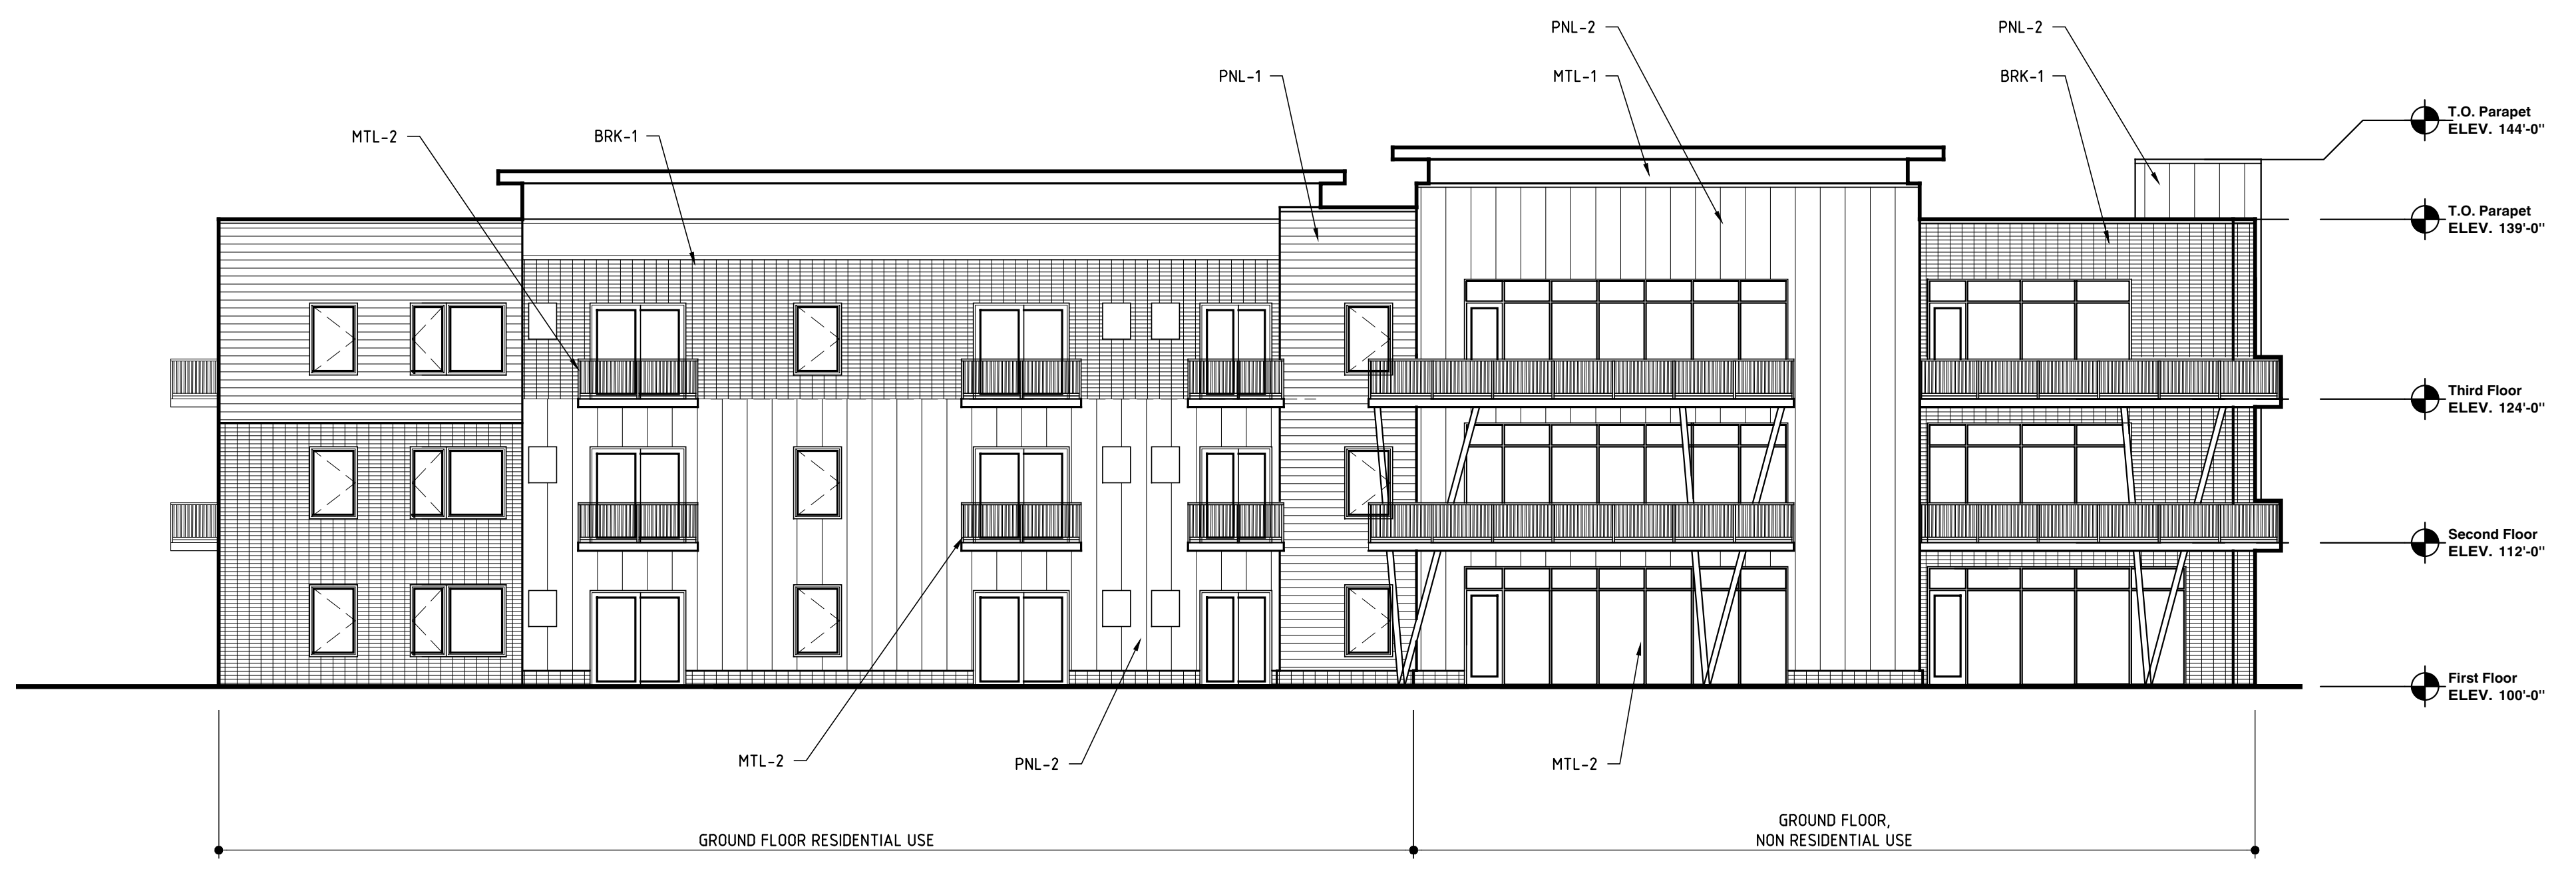 PNL-2
PNL-2
PNL-1
MTL-1
BRK-1
MTL-2
BRK-1
T.O. Parapet
ELEV. 144'-0"
T.O. Parapet
ELEV. 139'-0"
Third Floor
ELEV. 124'-0"
Second Floor
ELEV. 112'-0"
First Floor
ELEV. 100'-0"
MTL-2
PNL-2
MTL-2
GROUND FLOOR RESIDENTIAL USE
GROUND FLOOR,
NON RESIDENTIAL USE